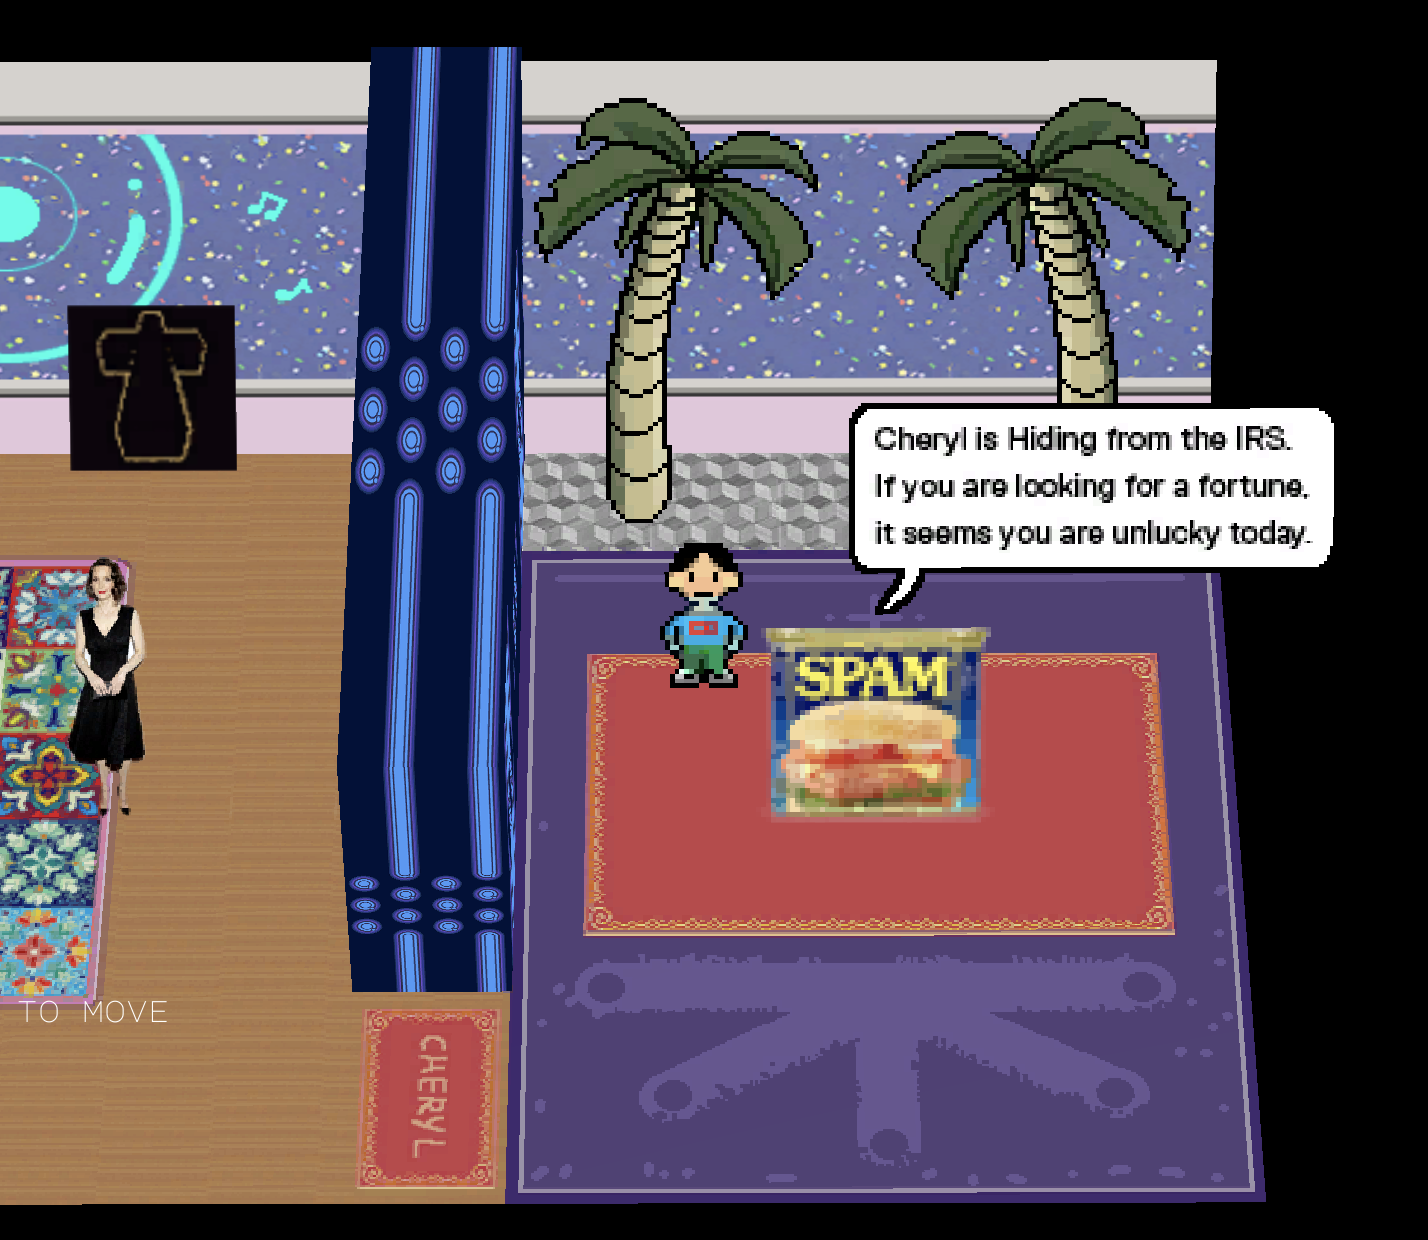 Cheryl is Hiding from the IRS.
If you are looking for a fortune,
it seems you are unlucky today.
SPAM
TO MOVE
CHERYL